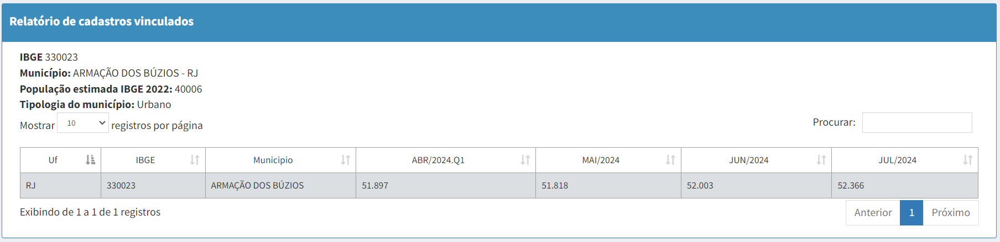 Relatório de cadastros vinculados
IBGE 330023
Município: ARMAÇÃO DOS BÚZIOS - RJ
População estimada IBGE 2022: 40006
Tipologia do município: Urbano
Mostrar 10 registros por página
Procurar:
Uf IBGE Municipio ABR/2024.Q1 MAI/2024 JUN/2024 JUL/2024
RJ 330023 ARMAÇÃO DOS BÚZIOS 51.897 51.818 52.003 52.366
Exibindo de 1 a 1 de 1 registros
Anterior 1 Próximo